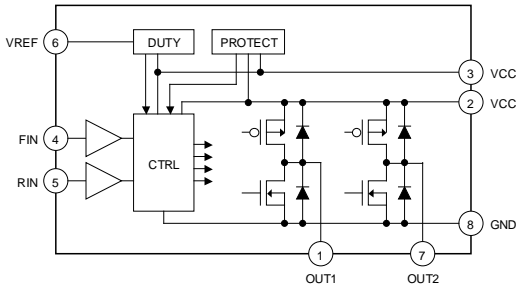 DUTY
PROTECT
VREF 6
3 VCC
2 VCC
FIN 4
CTRL
RIN 5
8 GND
1
7
OUT1
OUT2